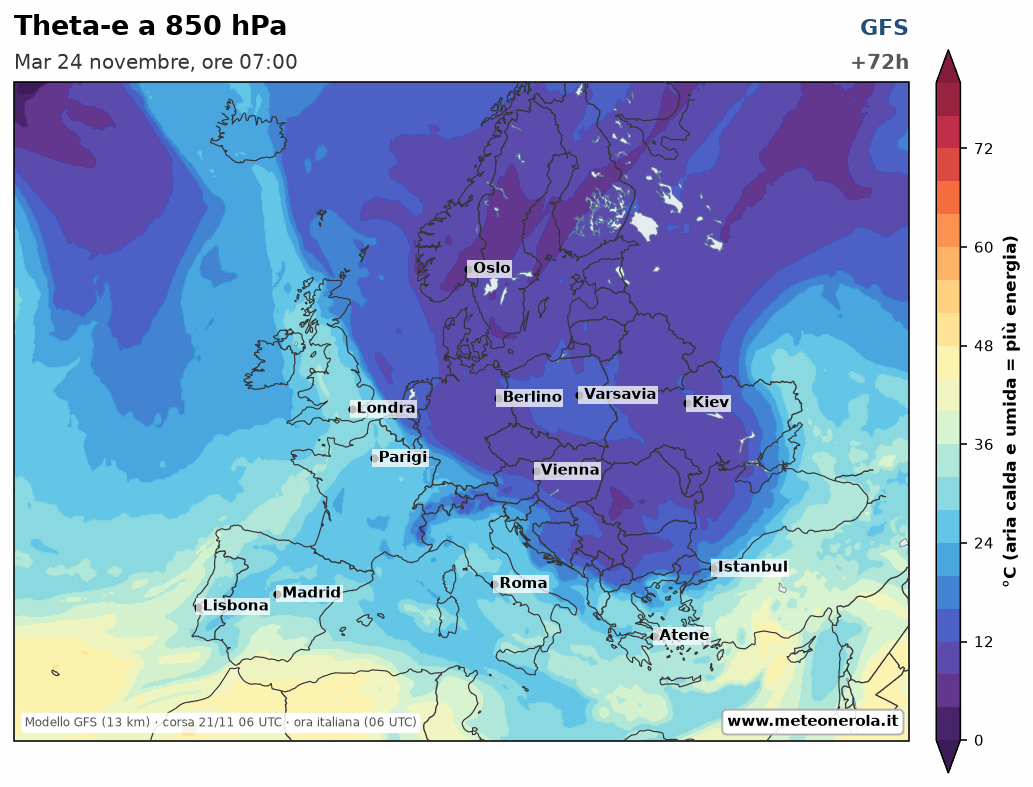 Theta-e a 850 hPa
GFS
Mar 24 novembre, ore 07:00
+72h
72
60
48
36
24
12
0
°C (aria calda e umida = più energia)
Oslo
Berlino
Varsavia
Kiev
Londra
Parigi
Vienna
Istanbul
Roma
Madrid
Lisbona
Atene
Modello GFS (13 km) · corsa 21/11 06 UTC · ora italiana (06 UTC)
www.meteonerola.it